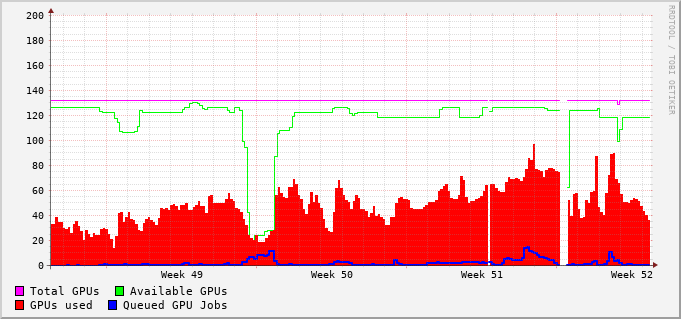 200
180
160
140
120
100
80
60
40
20
0
Week 49 Week 50 Week 51 Week 52
Total GPUs Available GPUs
GPUs used Queued GPU Jobs
RRDTOOL / TOBI OETIKER